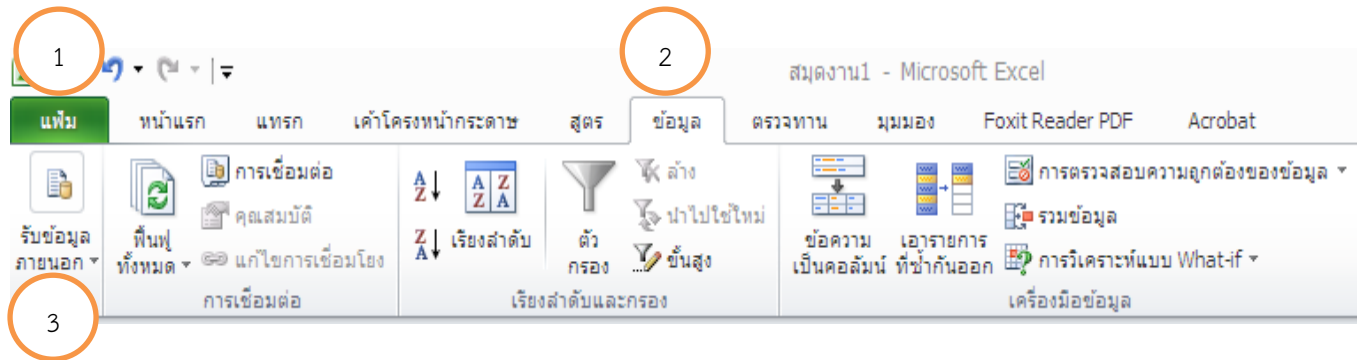 1
2
สมุดงาน1 - Microsoft Excel
แฟ้ม หน้าแรก แทรก เค้าโครงหน้ากระดาษ สูตร ข้อมูล ตรวจทาน มุมมอง Foxit Reader PDF Acrobat
รับข้อมูล
ภายนอก
ฟื้นฟู
ทั้งหมด
การเชื่อมต่อ
คุณสมบัติ
แก้ไขการเชื่อมโยง
การเชื่อมต่อ
A
Z
Z
A
A Z
Z A
เรียงลำดับ
ตัว
กรอง
ล้าง
นำไปใช้ใหม่
ขั้นสูง
เรียงลำดับและกรอง
ข้อความ
เป็นคอลัมน์
เอารายการ
ที่ซ้ำกันออก
การตรวจสอบความถูกต้องของข้อมูล
รวมข้อมูล
การวิเคราะห์แบบ What-if
เครื่องมือข้อมูล
3